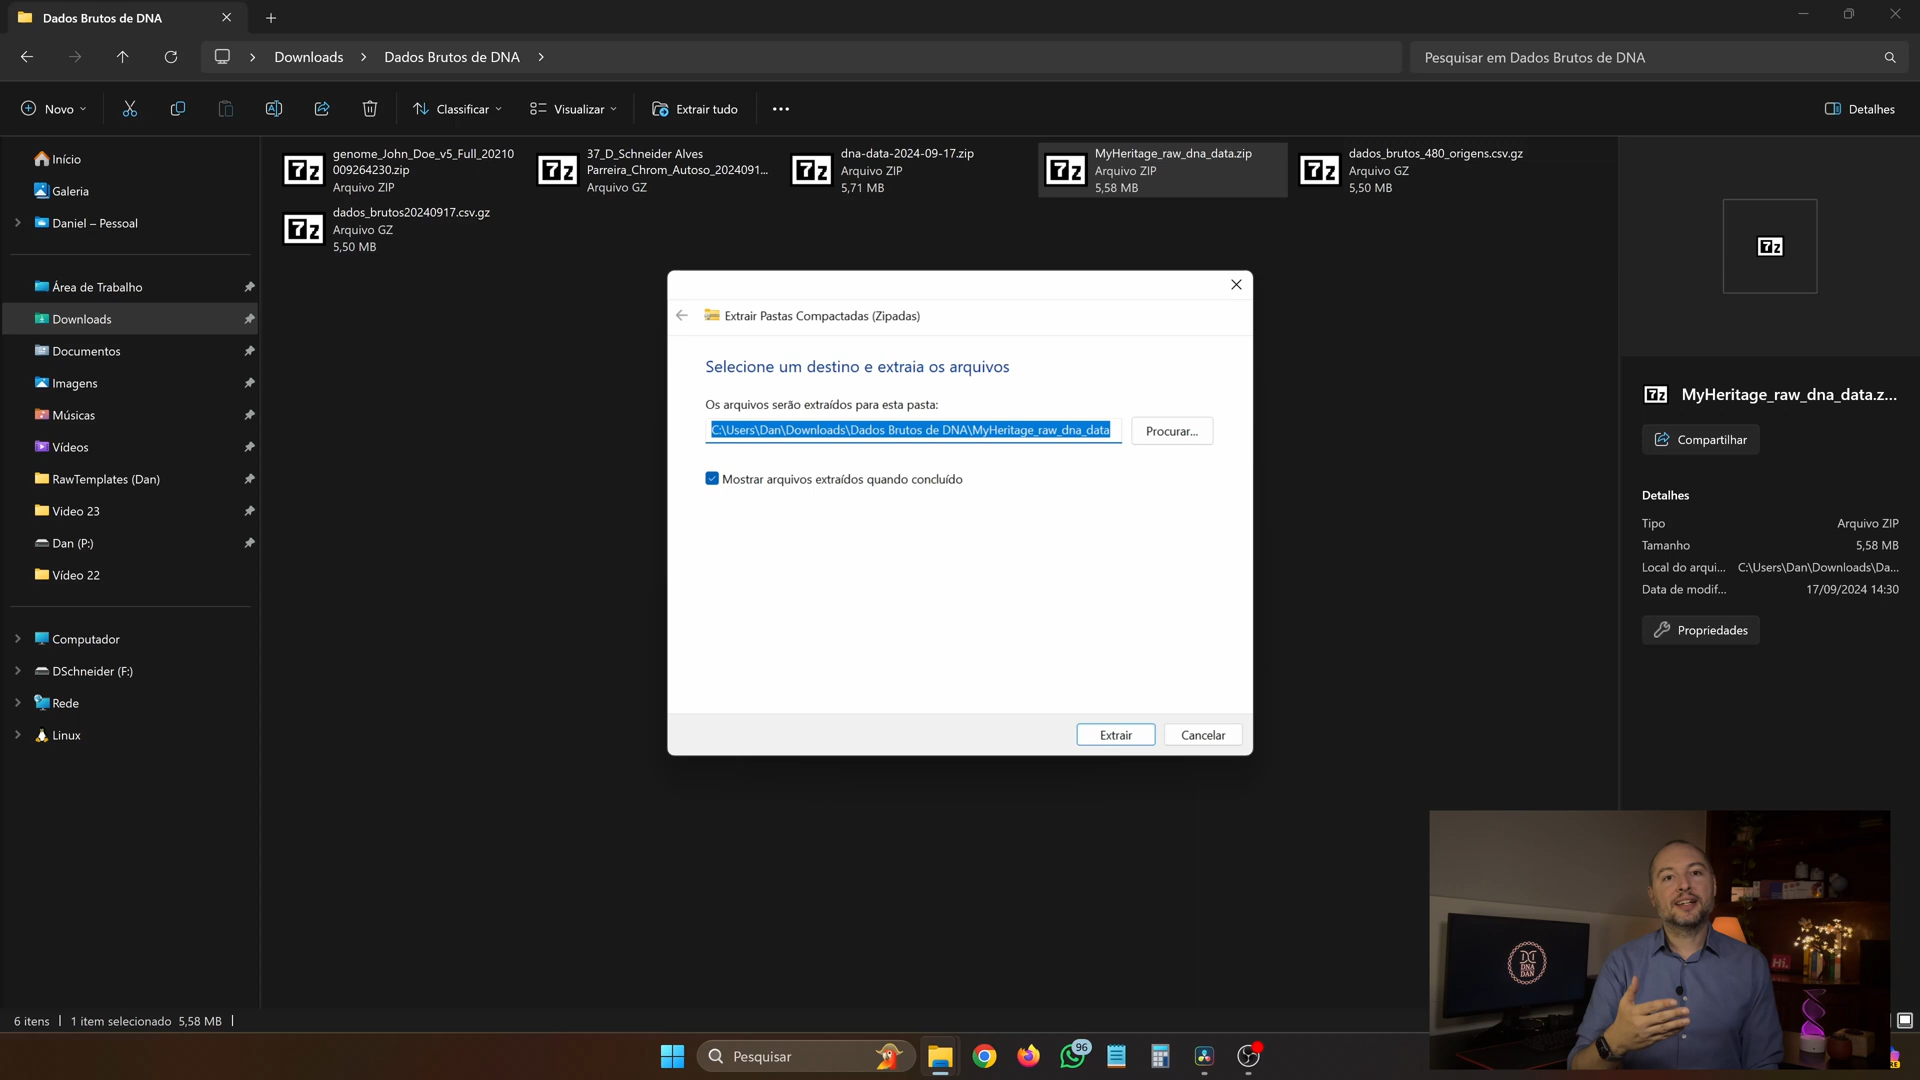 Dados Brutos de DNA
Downloads
Dados Brutos de DNA
Pesquisar em Dados Brutos de DNA
Novo
Classificar
Visualizar
Extrair tudo
Detalhes
Início
Galeria
Daniel – Pessoal
Área de Trabalho
Downloads
Documentos
Imagens
Músicas
Vídeos
RawTemplates (Dan)
Video 23
Dan (P:)
Vídeo 22
Computador
DSchneider (F:)
Rede
Linux
genome_John_Doe_v5_Full_20210
009264230.zip
Arquivo ZIP
37_D_Schneider Alves
Parreira_Chrom_Autoso_2024091...
Arquivo GZ
dna-data-2024-09-17.zip
Arquivo ZIP
5,71 MB
MyHeritage_raw_dna_data.zip
Arquivo ZIP
5,58 MB
dados_brutos_480_origens.csv.gz
Arquivo GZ
5,50 MB
dados_brutos20240917.csv.gz
Arquivo GZ
5,50 MB
Extrair Pastas Compactadas (Zipadas)
Selecione um destino e extraia os arquivos
Os arquivos serão extraídos para esta pasta:
C:\Users\Dan\Downloads\Dados Brutos de DNA\MyHeritage_raw_dna_data
Procurar...
Mostrar arquivos extraídos quando concluído
Extrair
Cancelar
MyHeritage_raw_dna_data.z...
Compartilhar
Detalhes
Tipo
Arquivo ZIP
Tamanho
5,58 MB
Local do arqui...
C:\Users\Dan\Downloads\Da...
Data de modif...
17/09/2024 14:30
Propriedades
DNA
DAN
Hi.
6 itens
1 item selecionado 5,58 MB
Pesquisar
96